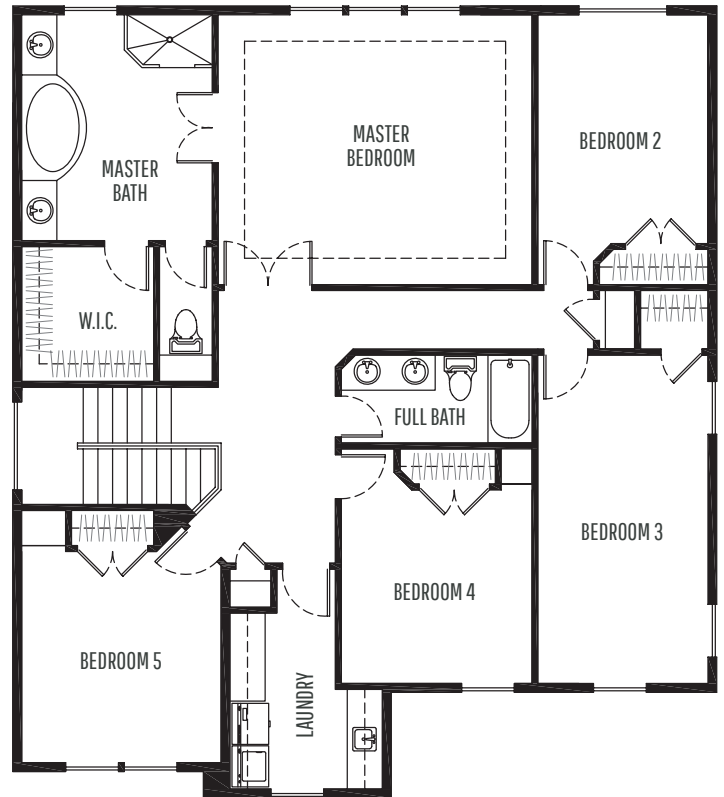 MASTER
BEDROOM
BEDROOM 2
MASTER
BATH
W.I.C.
FULL BATH
BEDROOM 3
BEDROOM 4
BEDROOM 5
LAUNDRY